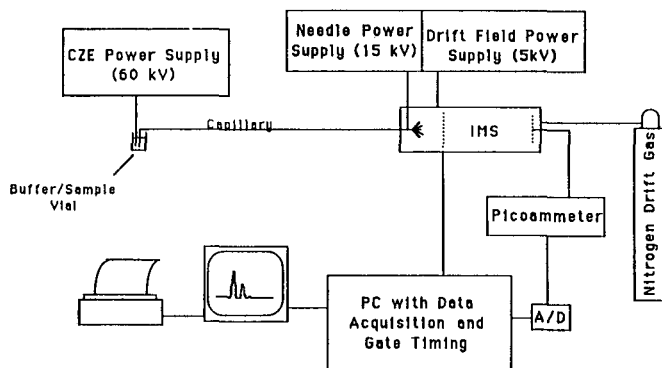 CZE Power Supply
(60 kV)
Needle Power
Supply (15 kV)
Drift Field Power
Supply (5kV)
Capillary
IMS
Buffer/Sample
Vial
Nitrogen Drift Gas
Picoammeter
PC with Data
Acquisition and
Gate Timing
A/D